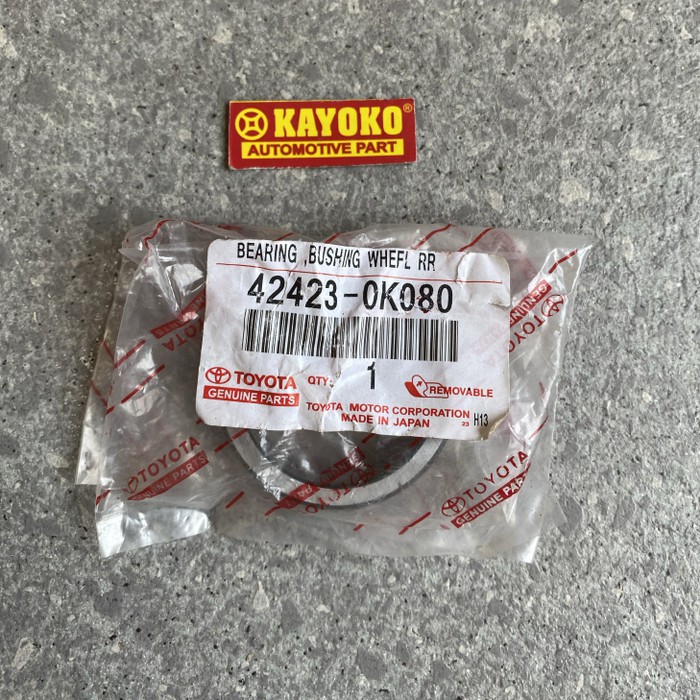 KAYOKO®
AUTOMOTIVE PART
BEARING ,BUSHING WHEFL RR
42423-0K080
TOYOTA QTY: 1 REMOVABLE
GENUINE PARTS
TOYOTA MOTOR CORPORATION
MADE IN JAPAN 23 H13
TOYOTA
GENUINE PARTS
TOYOTA
GENUINE PARTS